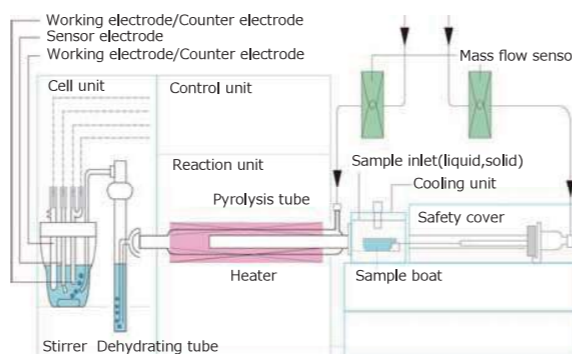 Working electrode/Counter electrode
Sensor electrode
Working electrode/Counter electrode
Mass flow senso
Cell unit
Control unit
Reaction unit
Sample inlet(liquid,solid)
Cooling unit
Pyrolysis tube
Safety cover
Heater
Sample boat
Stirrer Dehydrating tube